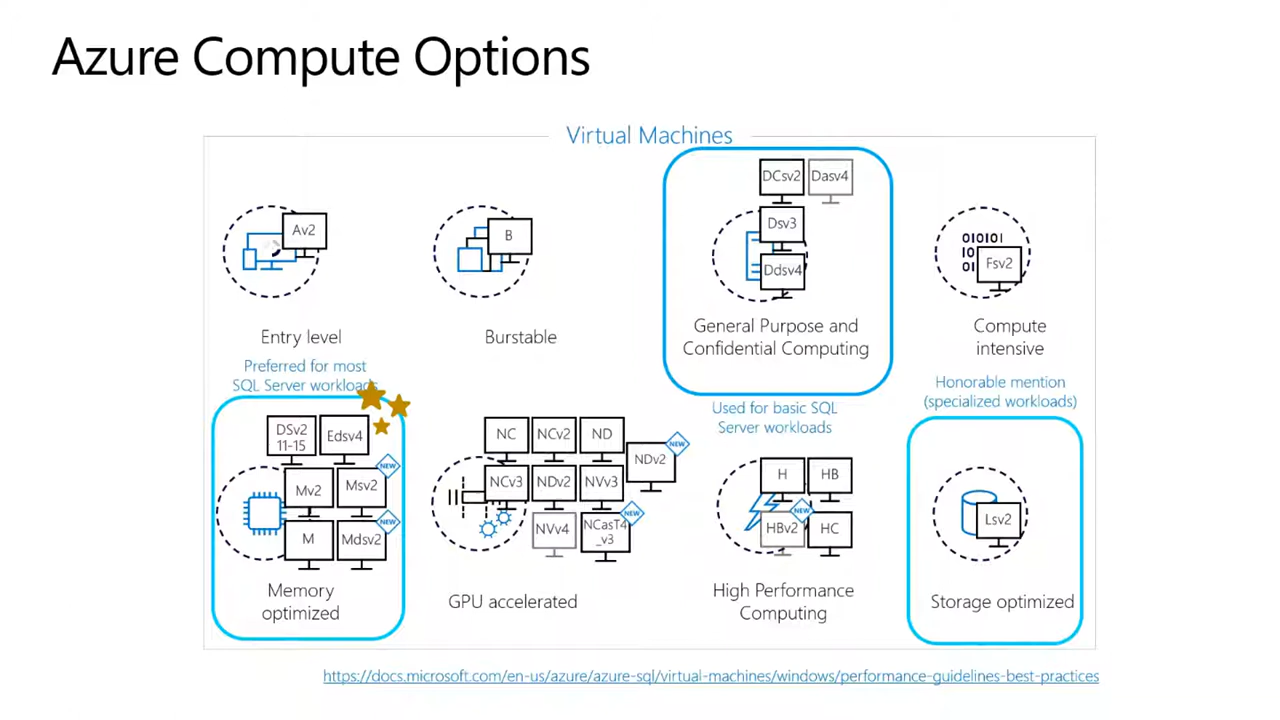 Azure Compute Options
Virtual Machines
Av2
Entry level
B
Burstable
DCsv2
Dasv4
Dsv3
Ddsv4
General Purpose and
Confidential Computing
010101
10
01
Fsv2
Compute
intensive
Preferred for most
SQL Server workloads
DSv2
11-15
Edsv4
NEW
Mv2
Msv2
NEW
M
Mdsv2
Memory
optimized
NC
NCv2
ND
NEW
NDv2
NCv3
NDv2
NVv3
NEW
NVv4
NCasT4
_v3
GPU accelerated
Used for basic SQL
Server workloads
H
HB
NEW
HBv2
HC
High Performance
Computing
Honorable mention
(specialized workloads)
Lsv2
Storage optimized
https://docs.microsoft.com/en-us/azure/azure-sql/virtual-machines/windows/performance-guidelines-best-practices